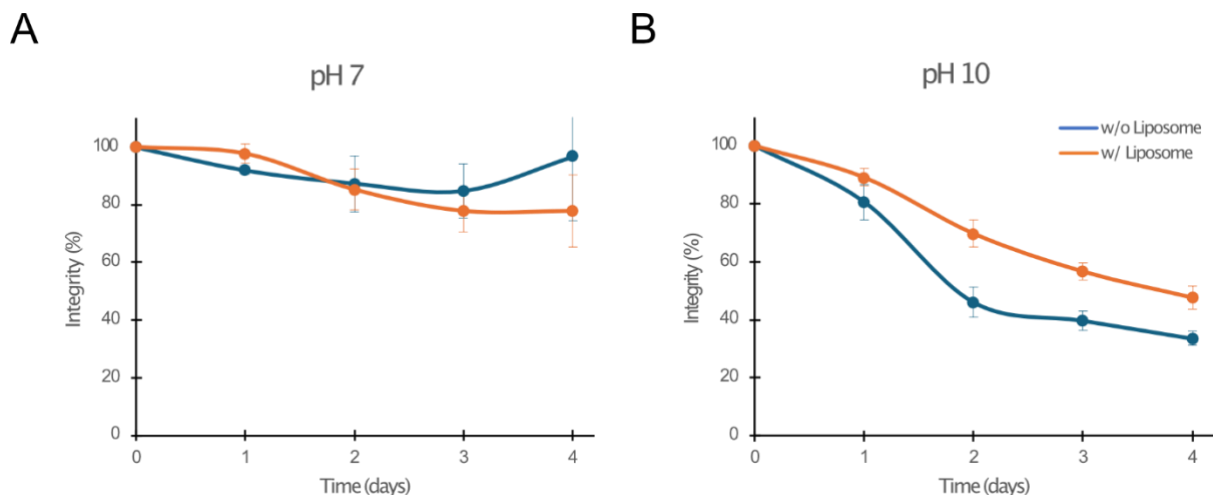 A
pH 7
Integrity (%)
100
80
60
40
20
0
0 1 2 3 4
Time (days)
B
pH 10
w/o Liposome
w/ Liposome
Integrity (%)
100
80
60
40
20
0
0 1 2 3 4
Time (days)